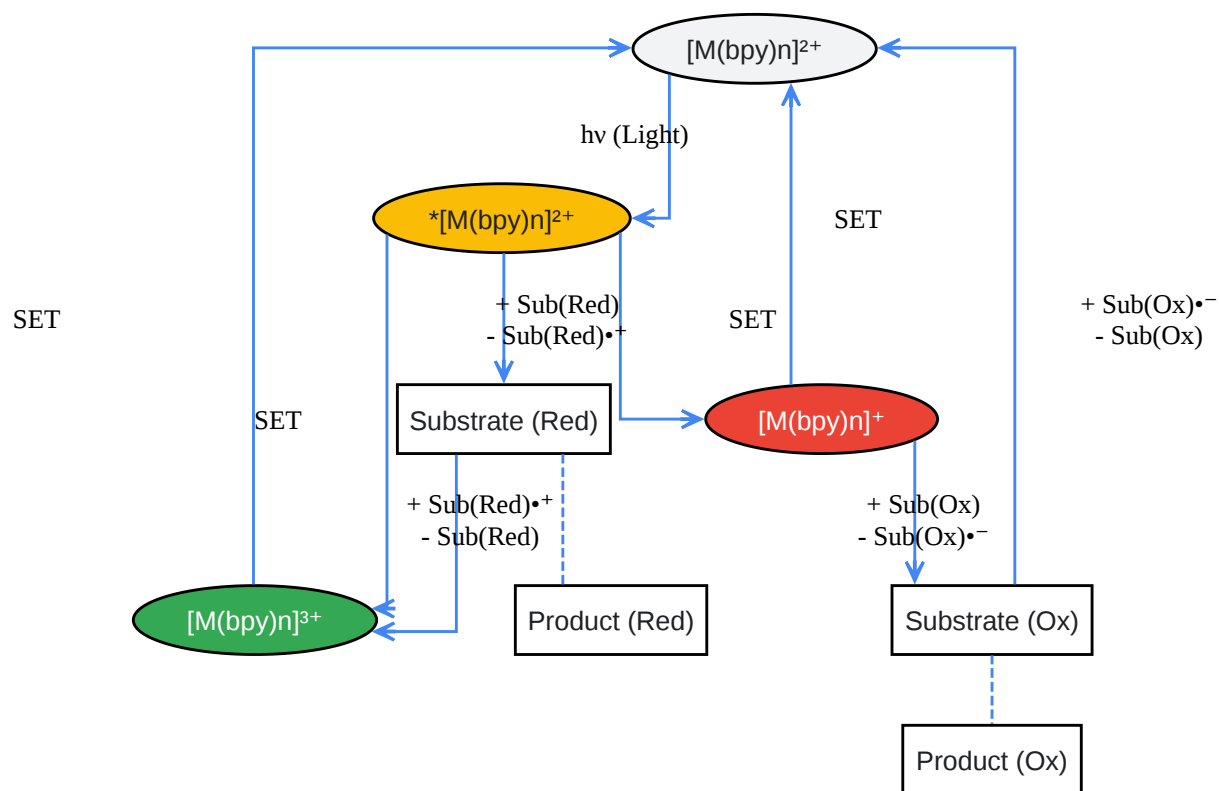 [M(bpy)n]²⁺
hν (Light)
*[M(bpy)n]²⁺
SET
SET
+ Sub(Red)
- Sub(Red)•⁺
SET
+ Sub(Ox)•⁻
- Sub(Ox)
SET
Substrate (Red)
[M(bpy)n]⁺
+ Sub(Red)•⁺
- Sub(Red)
+ Sub(Ox)
- Sub(Ox)•⁻
[M(bpy)n]³⁺
Product (Red)
Substrate (Ox)
Product (Ox)